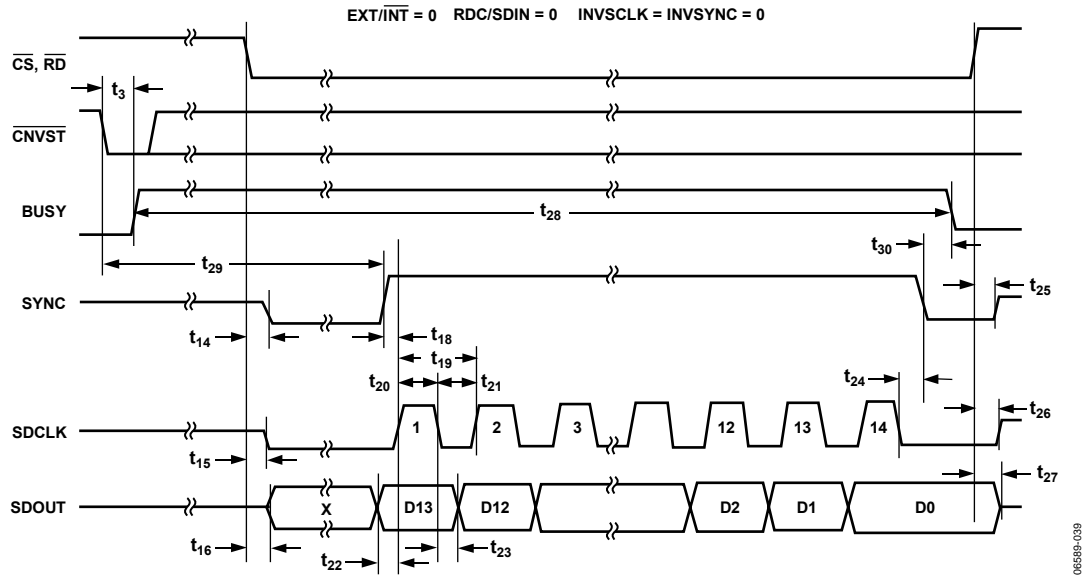 EXT/INT = 0 RDC/SDIN = 0 INVSCLK = INVSYNC = 0
CS, RD
t3
CNVST
BUSY
t28
t30
t29
SYNC
t25
t14
t18
t19
t20
t21
t24
t26
SDCLK
1
2
3
12
13
14
t15
t27
SDOUT
X
D13
D12
D2
D1
D0
t16
t22
t23
06589-039